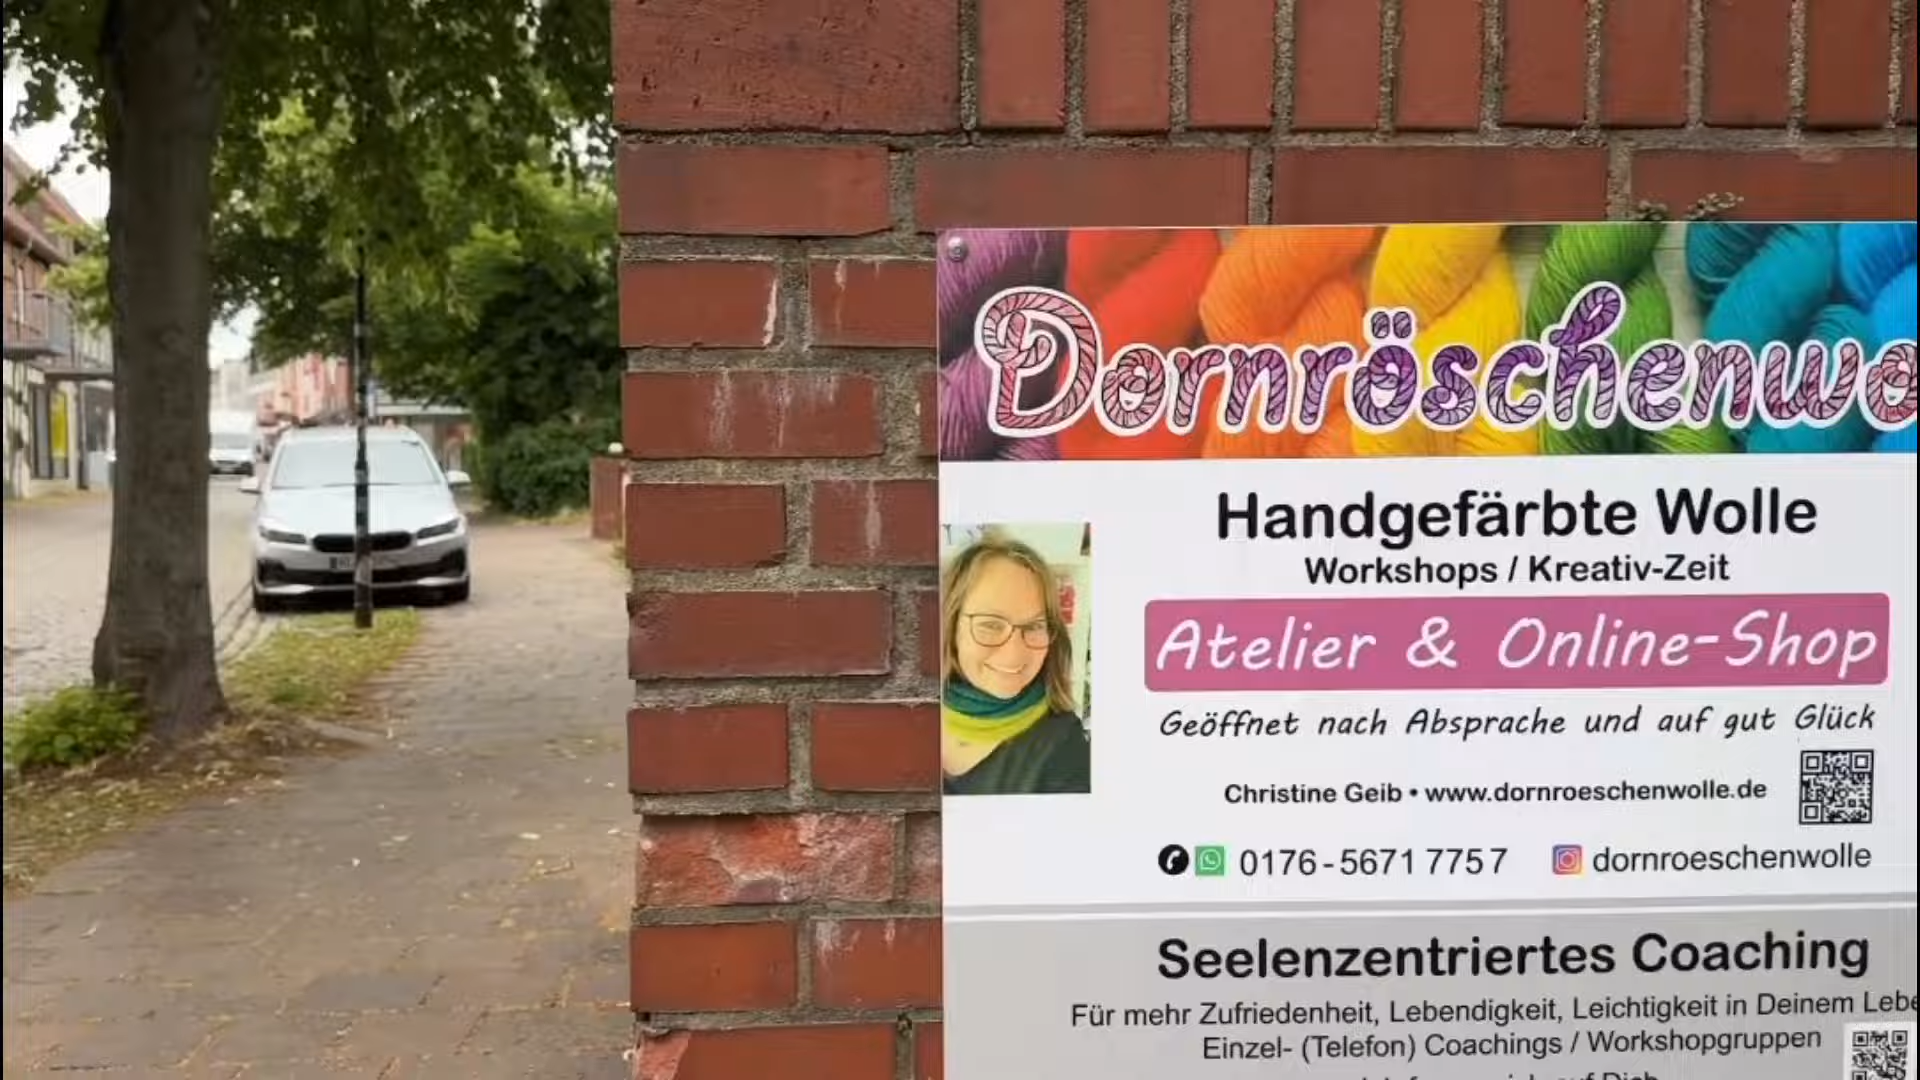 Dornröschenwo
Handgefärbte Wolle
Workshops / Kreativ-Zeit
Atelier & Online-Shop
Geöffnet nach Absprache und auf gut Glück
Christine Geib • www.dornroeschenwolle.de
0176-5671 7757 dornroeschenwolle
Seelenzentriertes Coaching
Für mehr Zufriedenheit, Lebendigkeit, Leichtigkeit in Deinem Lebe
Einzel- (Telefon) Coachings / Workshopgruppen